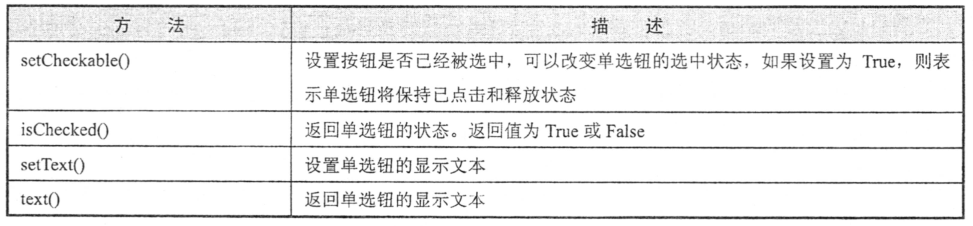 方 法 描 述
setCheckable() 设置按钮是否已经被选中，可以改变单选钮的选中状态，如果设置为 True，则表
示单选钮将保持已点击和释放状态
isChecked() 返回单选钮的状态。返回值为 True 或 False
setText() 设置单选钮的显示文本
text() 返回单选钮的显示文本